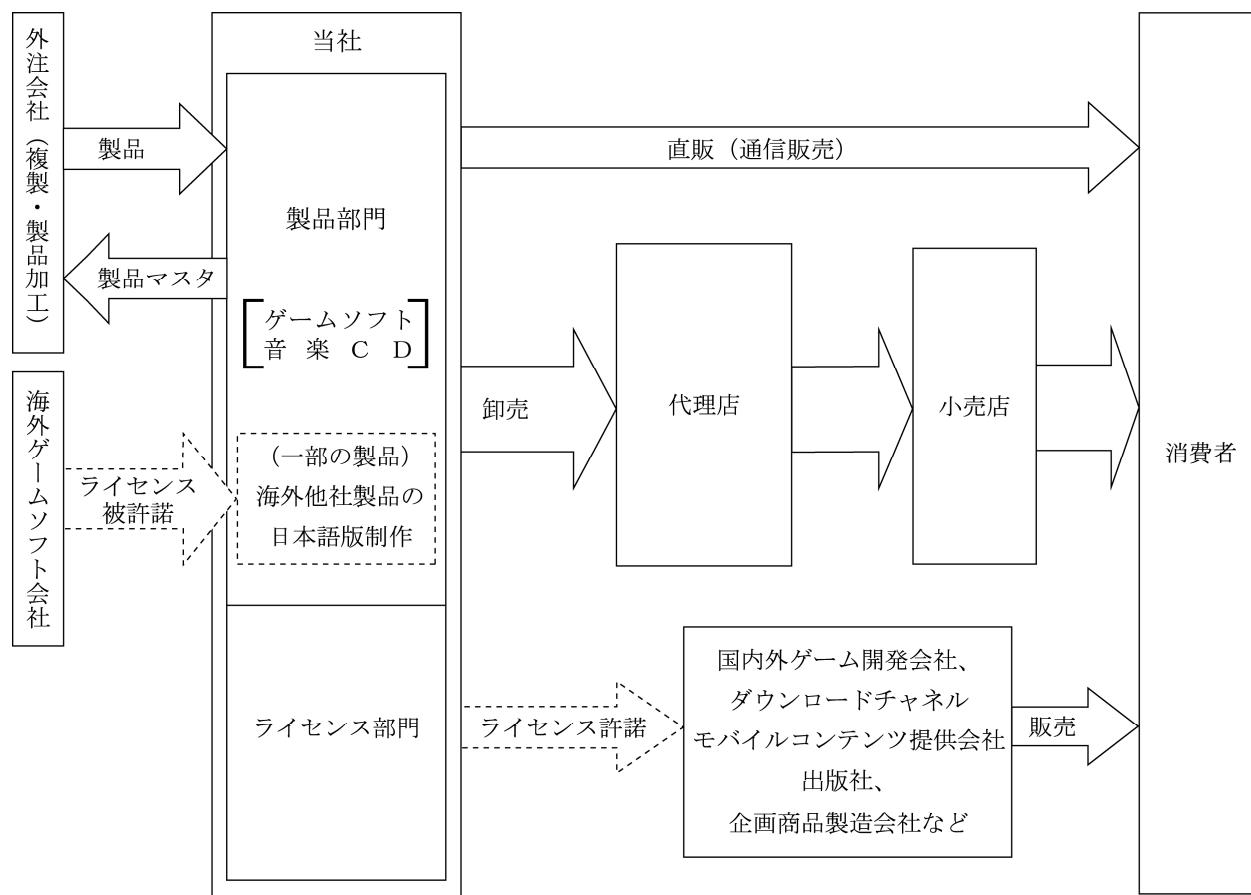 外注会社（複製・製品加工）
海外ゲームソフト会社
製品
製品マスタ
ライセンス
被許諾
当社
製品部門
ゲームソフト
音楽CD
（一部の製品）
海外他社製品の
日本語版制作
ライセンス部門
直販（通信販売）
卸売
代理店
小売店
ライセンス許諾
国内外ゲーム開発会社、
ダウンロードチャネル
モバイルコンテンツ提供会社
出版社、
企画商品製造会社など
販売
消費者